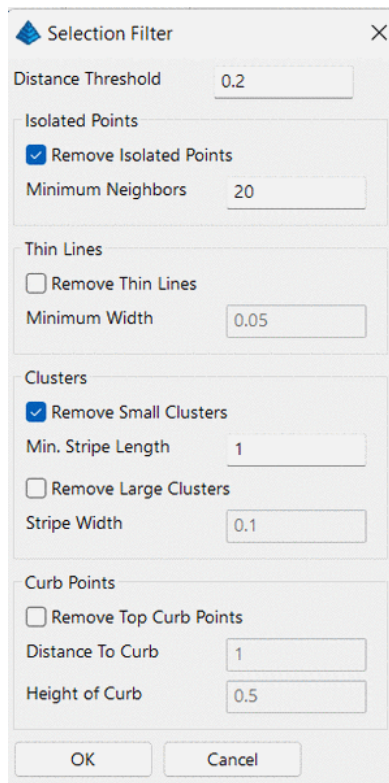 Selection Filter
Distance Threshold 0.2
Isolated Points
Remove Isolated Points
Minimum Neighbors 20
Thin Lines
Remove Thin Lines
Minimum Width 0.05
Clusters
Remove Small Clusters
Min. Stripe Length 1
Remove Large Clusters
Stripe Width 0.1
Curb Points
Remove Top Curb Points
Distance To Curb 1
Height of Curb 0.5
OK Cancel